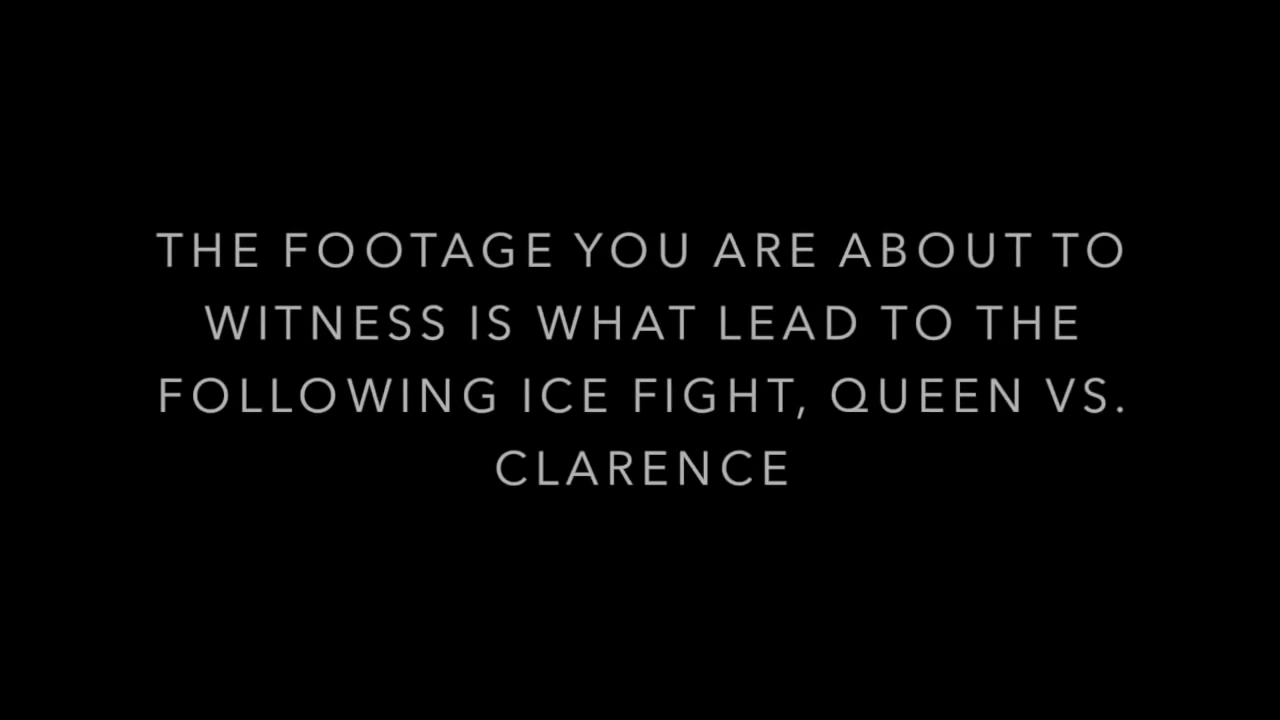 THE FOOTAGE YOU ARE ABOUT TO
WITNESS IS WHAT LEAD TO THE
FOLLOWING ICE FIGHT, QUEEN VS.
CLARENCE